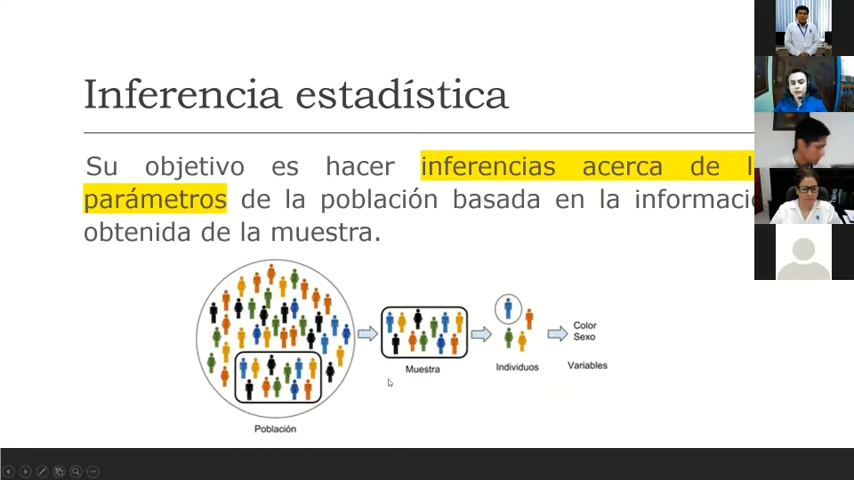 Inferencia estadística
Su objetivo es hacer inferencias acerca de l
parámetros de la población basada en la informaci
obtenida de la muestra.
Color
Sexo
Muestra
Individuos
Variables
Población